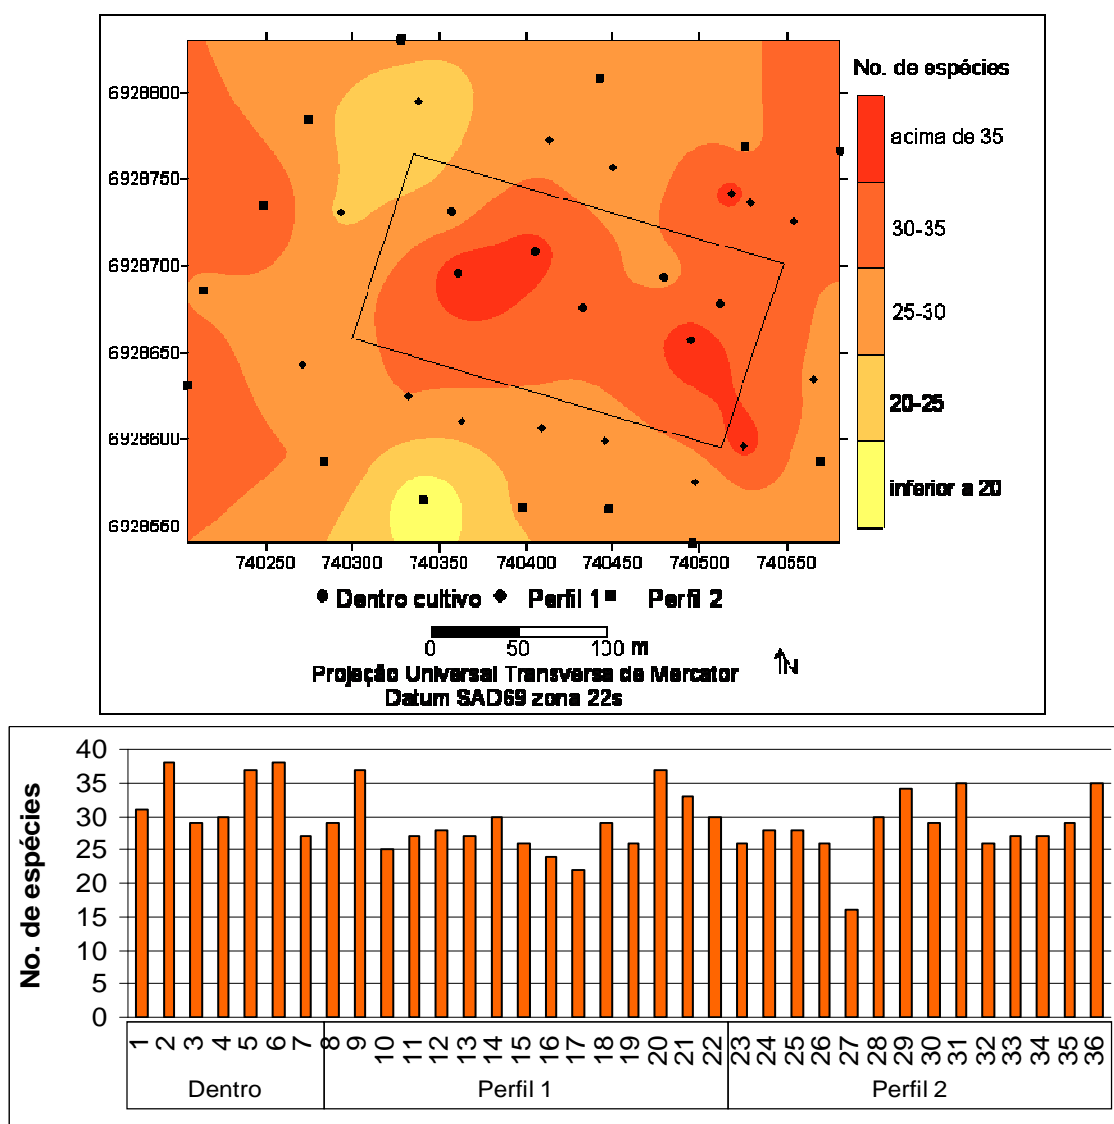 No. de espécies
6928800
6928750
6928700
6928650
6928600
6928550
acima de 35
30-35
25-30
20-25
inferior a 20
740250 740300 740350 740400 740450 740500 740550
Dentro cultivo Perfil 1 Perfil 2
0 50 100 m
Projeção Universal Transversa de Mercator
Datum SAD69 zona 22s
N
No. de espécies
40
35
30
25
20
15
10
5
0
1 2 3 4 5 6 7 8 9 10 11 12 13 14 15 16 17 18 19 20 21 22 23 24 25 26 27 28 29 30 31 32 33 34 35 36
Dentro Perfil 1 Perfil 2